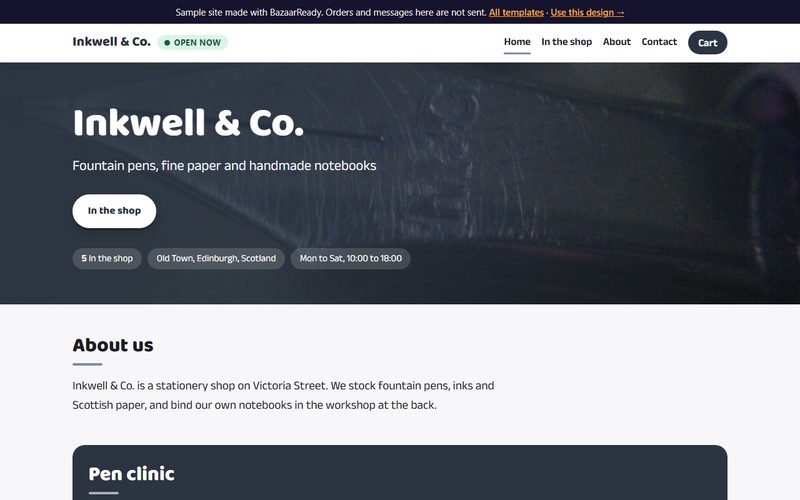 Sample site made with BazaarReady. Orders and messages here are not sent. All templates · Use this design →
Inkwell & Co. ● OPEN NOW Home In the shop About Contact Cart
Inkwell & Co.
Fountain pens, fine paper and handmade notebooks
In the shop
5 In the shop Old Town, Edinburgh, Scotland Mon to Sat, 10:00 to 18:00
About us
Inkwell & Co. is a stationery shop on Victoria Street. We stock fountain pens, inks and
Scottish paper, and bind our own notebooks in the workshop at the back.
Pen clinic